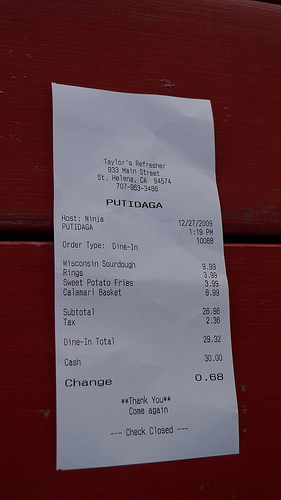 Taylor's Refresher
933 Main Street
St. Helena, CA 94574
707-963-3486
PUTIDAGA
Host: Ninja 12/27/2009
PUTIDAGA 1:19 PM
10068
Order Type: Dine-In
Wisconsin Sourdough 9.99
Rings 3.99
Sweet Potato Fries 3.99
Calamari Basket 8.99
Subtotal 26.96
Tax 2.36
Dine-In Total 29.32
Cash 30.00
Change 0.68
**Thank You**
Come again
--- Check Closed ---